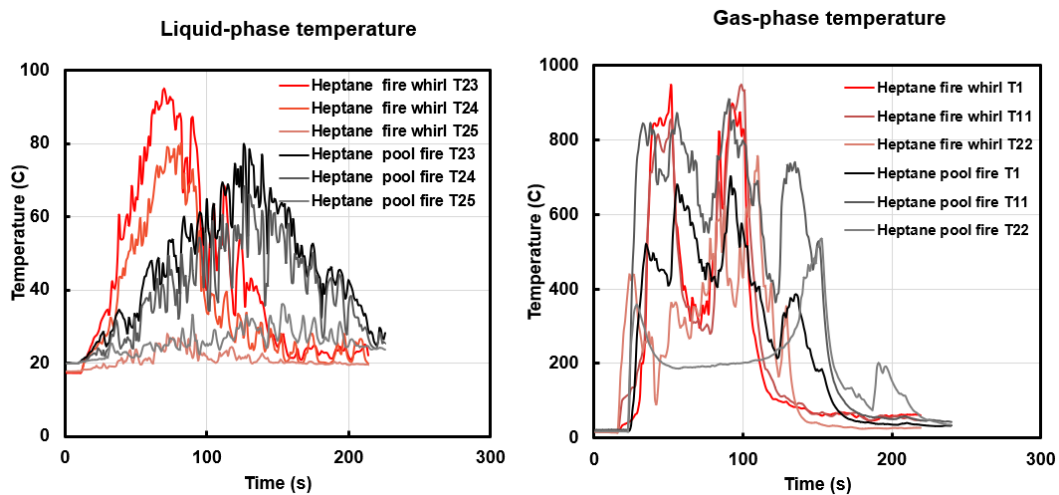 Liquid-phase temperature
100
80
60
40
20
0
0
100
200
300
Temperature (C)
Time (s)
Heptane fire whirl T23
Heptane fire whirl T24
Heptane fire whirl T25
Heptane pool fire T23
Heptane pool fire T24
Heptane pool fire T25
Gas-phase temperature
1000
800
600
400
200
0
0
100
200
300
Temperature (C)
Time (s)
Heptane fire whirl T1
Heptane fire whirl T11
Heptane fire whirl T22
Heptane pool fire T1
Heptane pool fire T11
Heptane pool fire T22